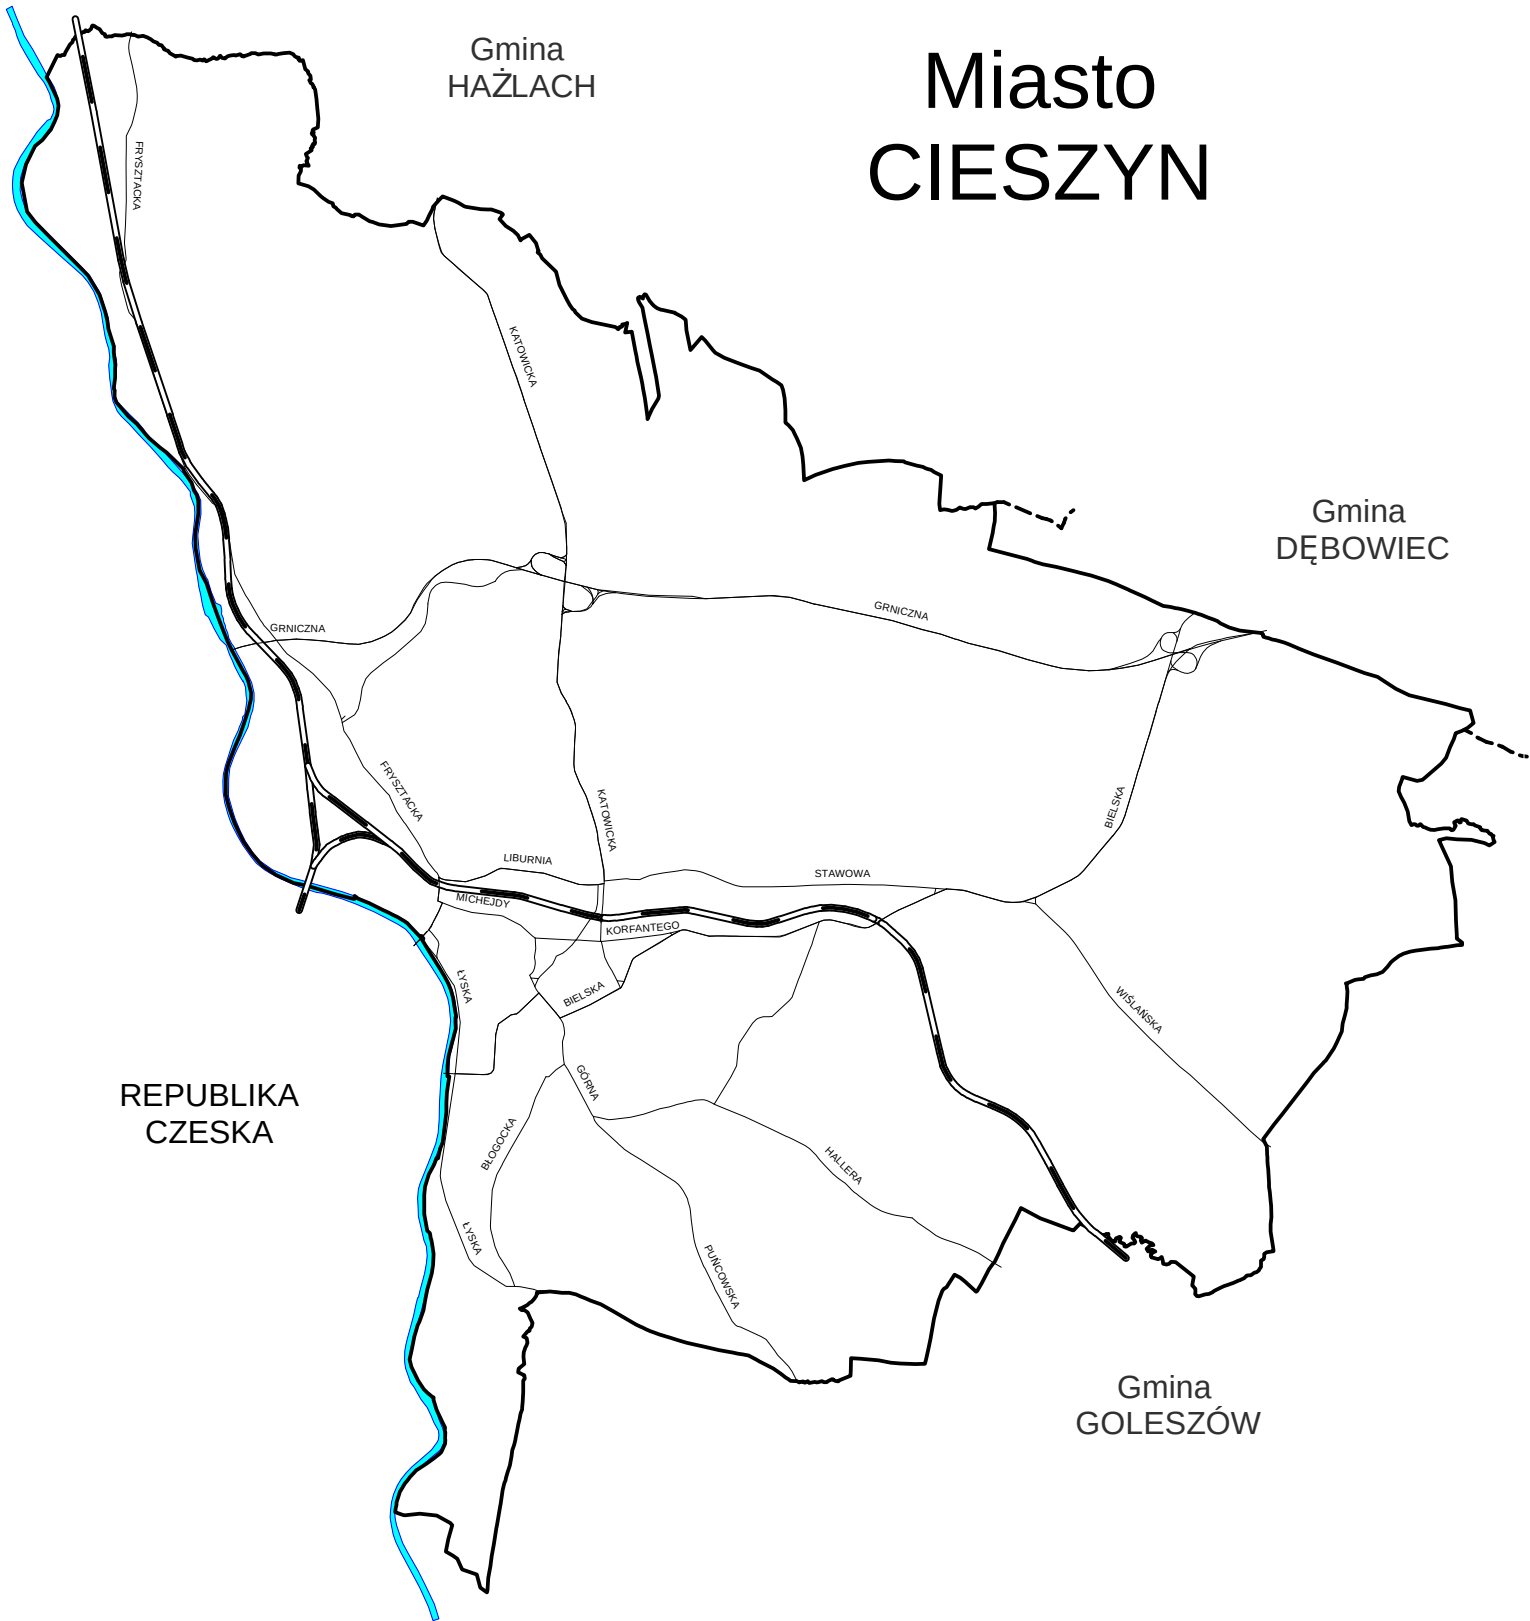 Gmina
HAŻLACH
Miasto
CIESZYN
FRYSZTACKA
KATOWICKA
Gmina
DĘBOWIEC
GRNICZNA
GRNICZNA
FRYSZTACKA
KATOWICKA
BIELSKA
LIBURNIA
STAWOWA
MICHEJDY
KORFANTEGO
ŁYSKA
BIELSKA
WIŚLAŃSKA
REPUBLIKA
CZESKA
GÓRNA
BŁOGOCKA
HALLERA
ŁYSKA
PUŃCOWSKA
Gmina
GOLESZÓW